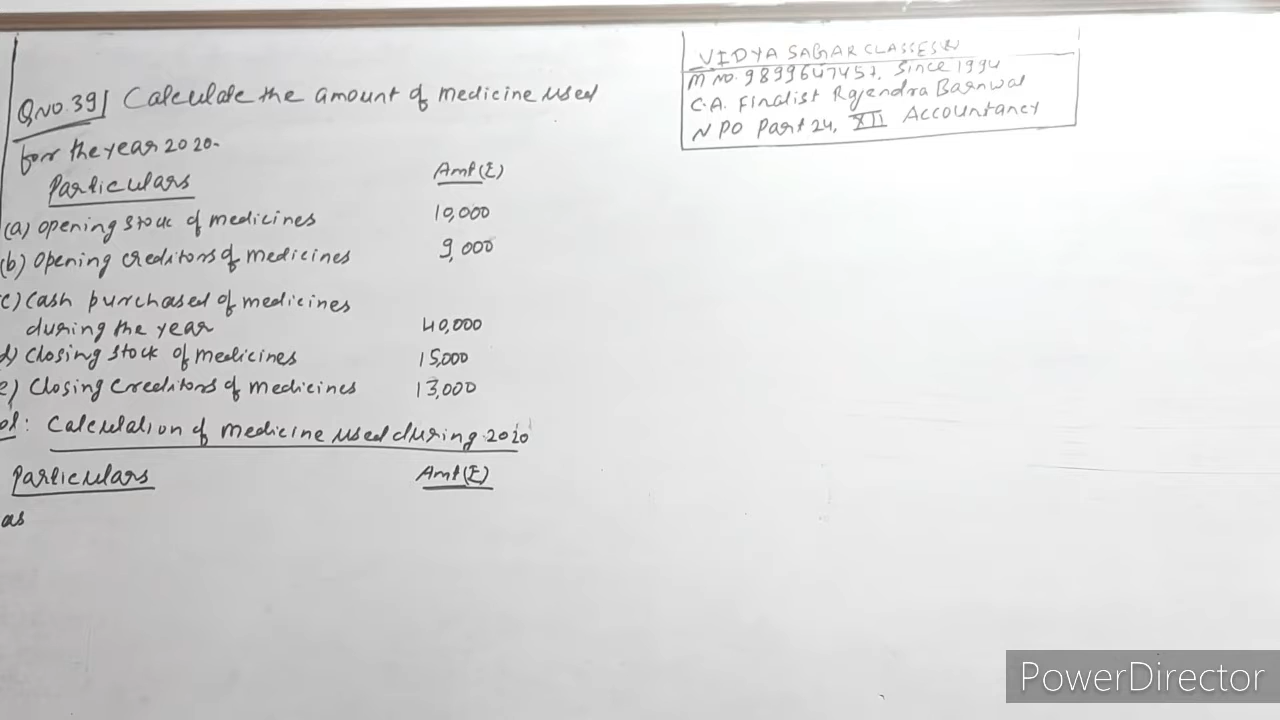 Q.NO.39| Calculate the amount of medicine used
for the year 2020.
Particulars Amt(₹)
(a) Opening stock of medicines 10,000
(b) Opening creditors of medicines 9,000
c) Cash purchased of medicines
during the year 40,000
d) Closing stock of medicines 15,000
e) Closing creditors of medicines 13,000
ol: Calculation of medicine used during 2020
Particulars Amt(₹)
as
VIDYA SAGAR CLASSES
M NO. 9899647457, Since 1994
C.A. Finalist Rajendra Barnwal
NPO Part 24, XII Accountancy
PowerDirector